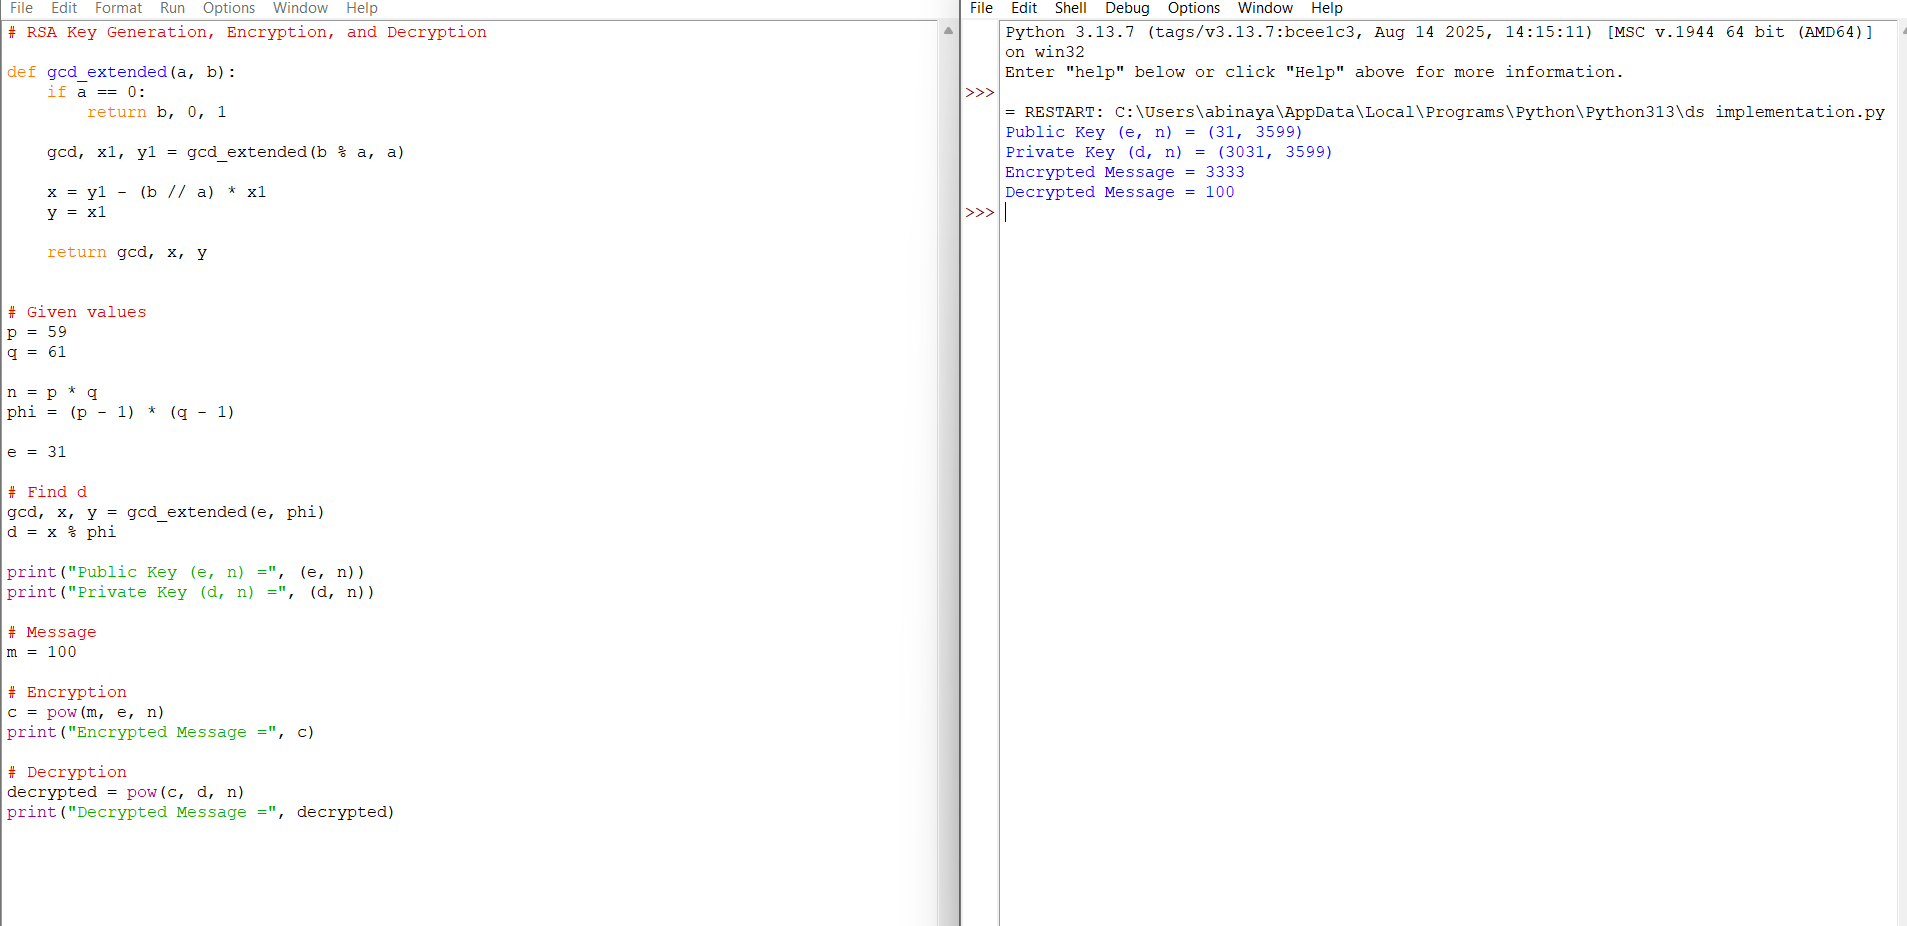 File Edit Format Run Options Window Help
# RSA Key Generation, Encryption, and Decryption
def gcd_extended(a, b):
    if a == 0:
        return b, 0, 1
    gcd, x1, y1 = gcd_extended(b % a, a)
    x = y1 - (b // a) * x1
    y = x1
    return gcd, x, y
# Given values
p = 59
q = 61
n = p * q
phi = (p - 1) * (q - 1)
e = 31
# Find d
gcd, x, y = gcd_extended(e, phi)
d = x % phi
print("Public Key (e, n) =", (e, n))
print("Private Key (d, n) =", (d, n))
# Message
m = 100
# Encryption
c = pow(m, e, n)
print("Encrypted Message =", c)
# Decryption
decrypted = pow(c, d, n)
print("Decrypted Message =", decrypted)
File Edit Shell Debug Options Window Help
Python 3.13.7 (tags/v3.13.7:bcee1c3, Aug 14 2025, 14:15:11) [MSC v.1944 64 bit (AMD64)]
on win32
Enter "help" below or click "Help" above for more information.
>>>
= RESTART: C:\Users\abinaya\AppData\Local\Programs\Python\Python313\ds implementation.py
Public Key (e, n) = (31, 3599)
Private Key (d, n) = (3031, 3599)
Encrypted Message = 3333
Decrypted Message = 100
>>>